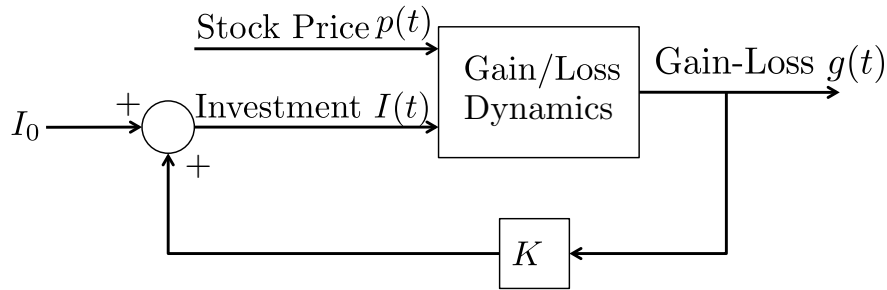 Stock Price p(t)
Gain/Loss
Dynamics
Gain-Loss g(t)
I₀
+
Investment I(t)
+
K